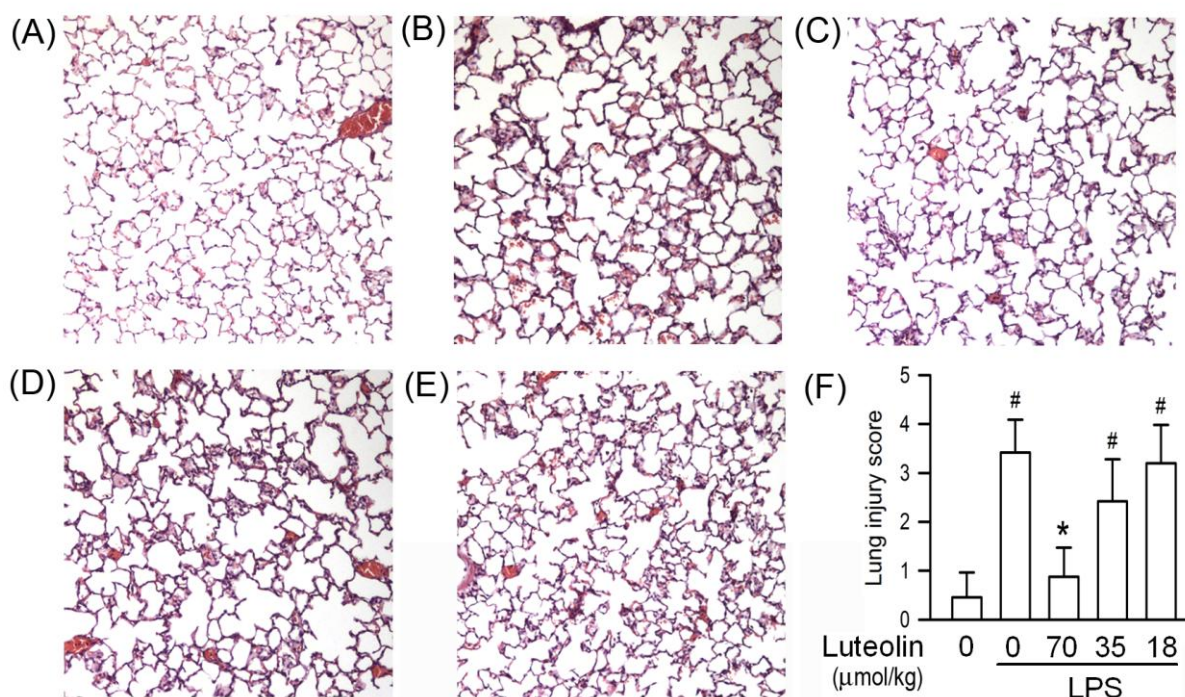 (A)
(B)
(C)
(D)
(E)
(F)
Lung injury score
5
4
3
2
1
0
#
*
#
#
Luteolin 0 0 70 35 18
(μmol/kg)
LPS